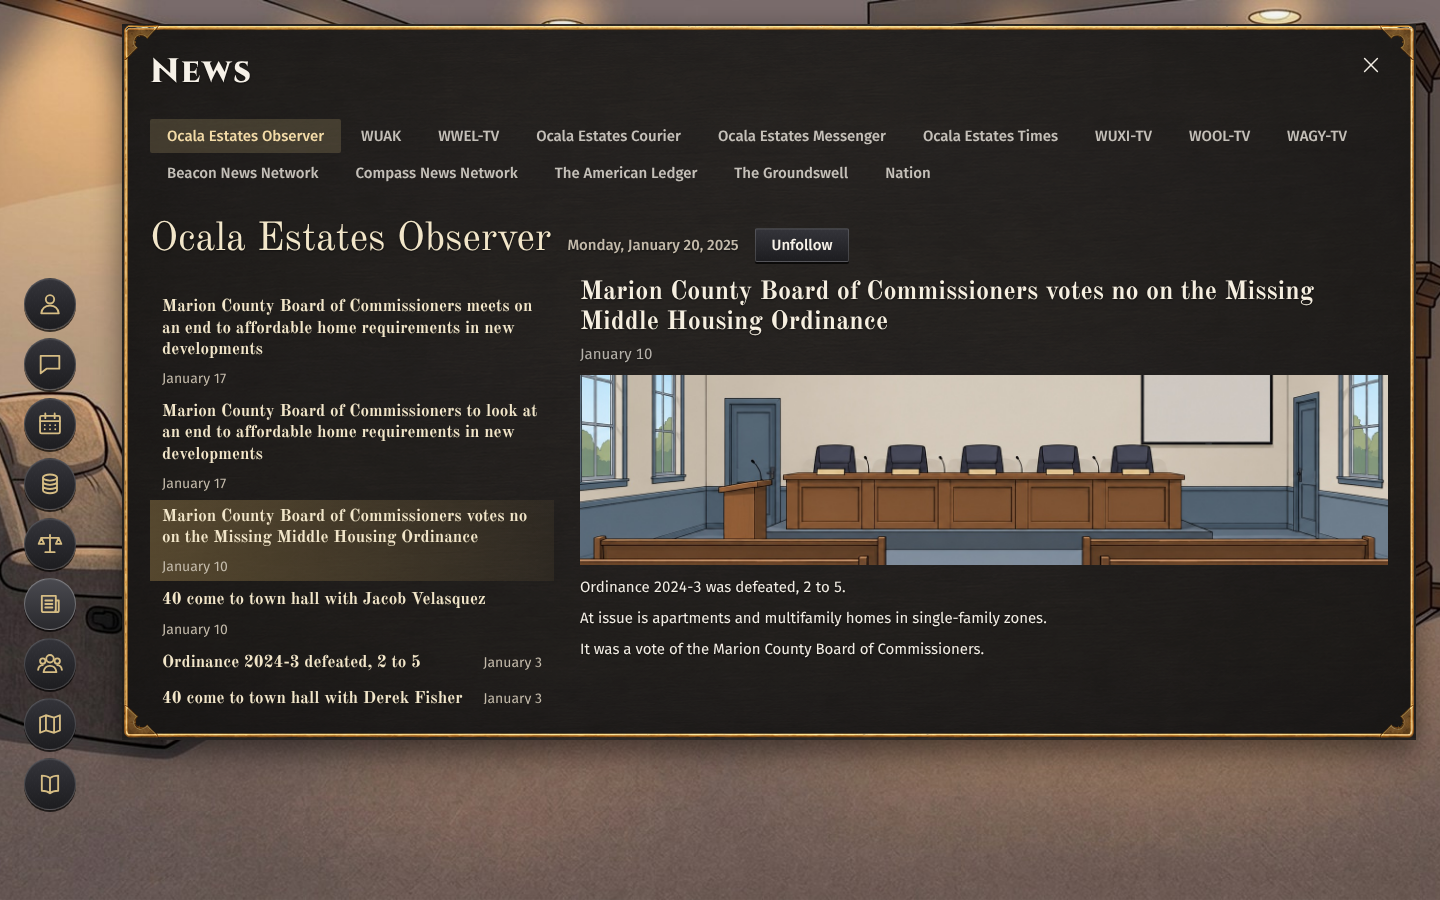 News
Ocala Estates Observer
WUAK
WWEL-TV
Ocala Estates Courier
Ocala Estates Messenger
Ocala Estates Times
WUXI-TV
WOOL-TV
WAGY-TV
Beacon News Network
Compass News Network
The American Ledger
The Groundswell
Nation
Ocala Estates Observer
Monday, January 20, 2025
Unfollow
Marion County Board of Commissioners meets on
an end to affordable home requirements in new
developments
January 17
Marion County Board of Commissioners to look at
an end to affordable home requirements in new
developments
January 17
Marion County Board of Commissioners votes no
on the Missing Middle Housing Ordinance
January 10
40 come to town hall with Jacob Velasquez
January 10
Ordinance 2024-3 defeated, 2 to 5
January 3
40 come to town hall with Derek Fisher
January 3
Marion County Board of Commissioners votes no on the Missing
Middle Housing Ordinance
January 10
Ordinance 2024-3 was defeated, 2 to 5.
At issue is apartments and multifamily homes in single-family zones.
It was a vote of the Marion County Board of Commissioners.